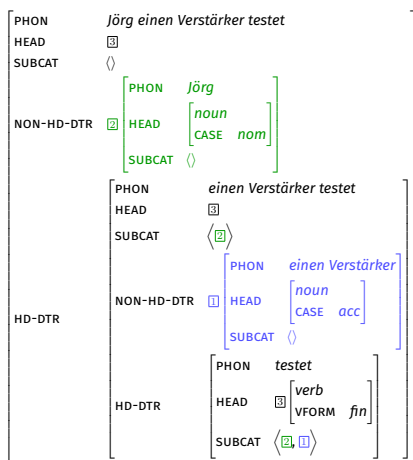 PHON Jörg einen Verstärker testet
HEAD 3
SUBCAT ⟨⟩
PHON Jörg
NON-HD-DTR 2 HEAD noun
CASE nom
SUBCAT ⟨⟩
PHON einen Verstärker testet
HEAD 3
SUBCAT ⟨2⟩
PHON einen Verstärker
NON-HD-DTR 1 HEAD noun
CASE acc
SUBCAT ⟨⟩
HD-DTR
PHON testet
HD-DTR HEAD 3 verb
VFORM fin
SUBCAT ⟨2, 1⟩